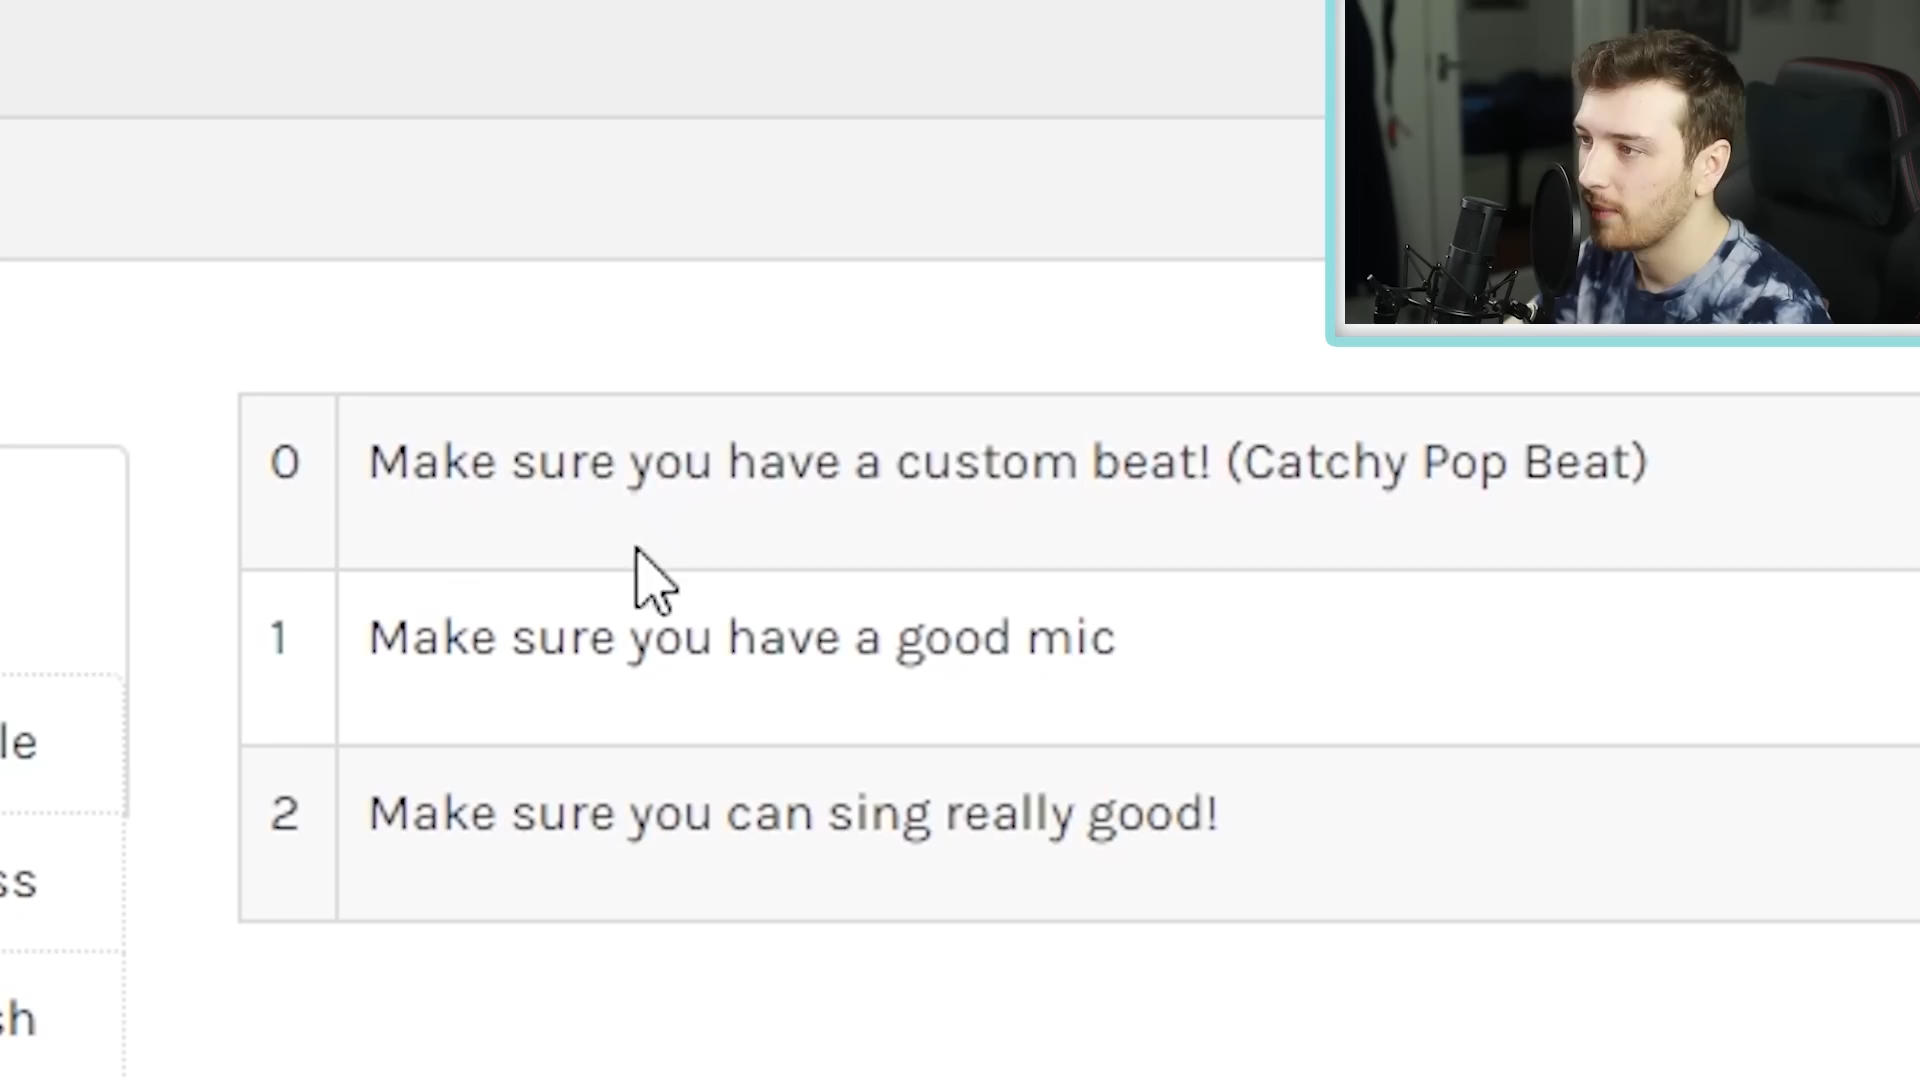 0 Make sure you have a custom beat! (Catchy Pop Beat)
1 Make sure you have a good mic
le
2 Make sure you can sing really good!
ss
sh